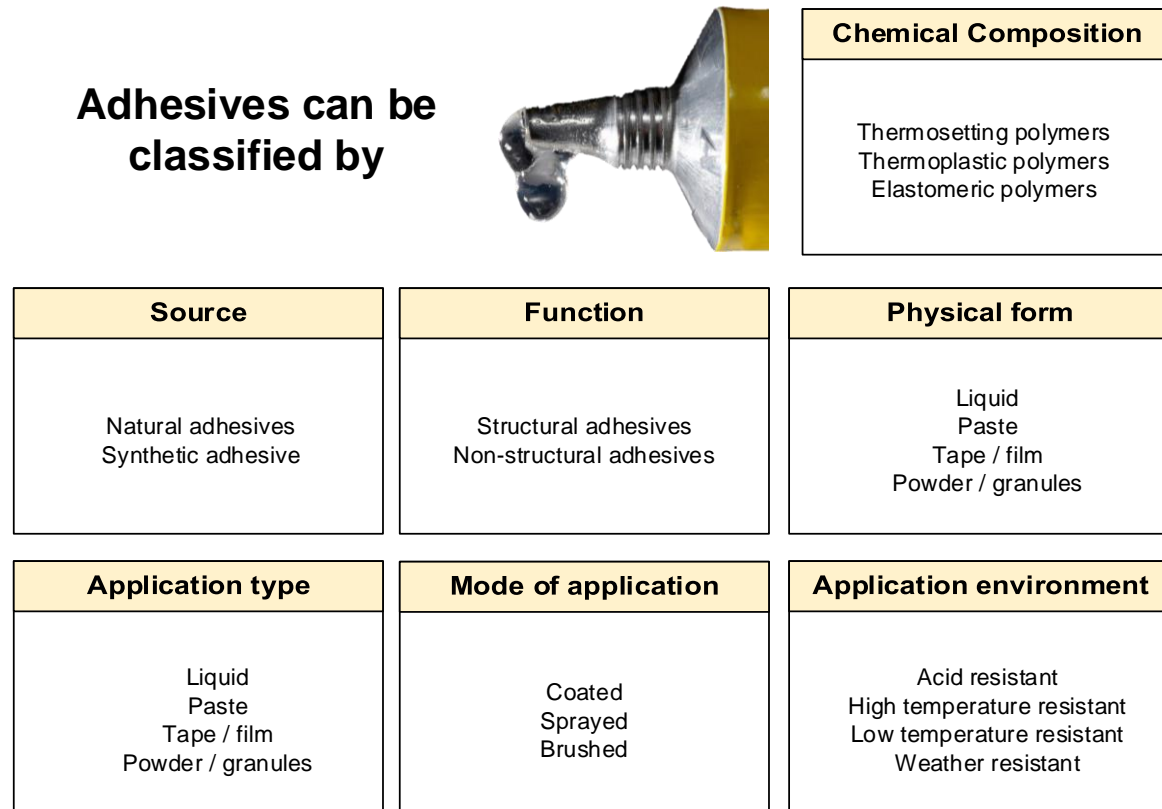 Adhesives can be
classified by
Chemical Composition
Thermosetting polymers
Thermoplastic polymers
Elastomeric polymers
Source
Natural adhesives
Synthetic adhesive
Function
Structural adhesives
Non-structural adhesives
Physical form
Liquid
Paste
Tape / film
Powder / granules
Application type
Liquid
Paste
Tape / film
Powder / granules
Mode of application
Coated
Sprayed
Brushed
Application environment
Acid resistant
High temperature resistant
Low temperature resistant
Weather resistant